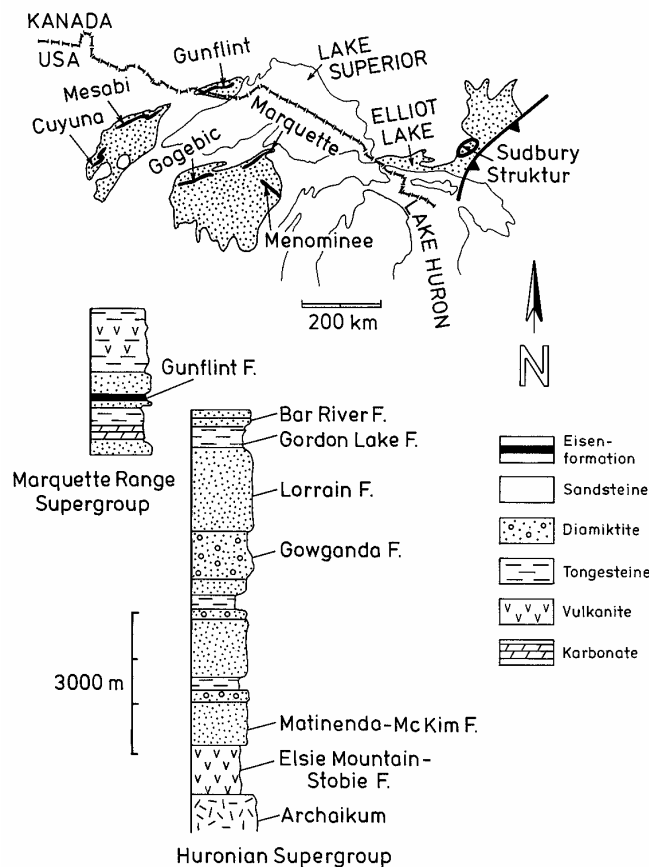 KANADA
USA
Gunflint
LAKE
SUPERIOR
Mesabi
Cuyuna
Marquette
Gogebic
ELLIOT
LAKE
Sudbury
Struktur
Menominee
LAKE HURON
200 km
N
Gunflint F.
Marquette Range
Supergroup
Bar River F.
Gordon Lake F.
Lorrain F.
Gowganda F.
3000 m
Matinenda-McKim F.
Elsie Mountain-
Stobie F.
Archaikum
Huronian Supergroup
Eisen-
formation
Sandsteine
Diamiktite
Tongesteine
Vulkanite
Karbonate